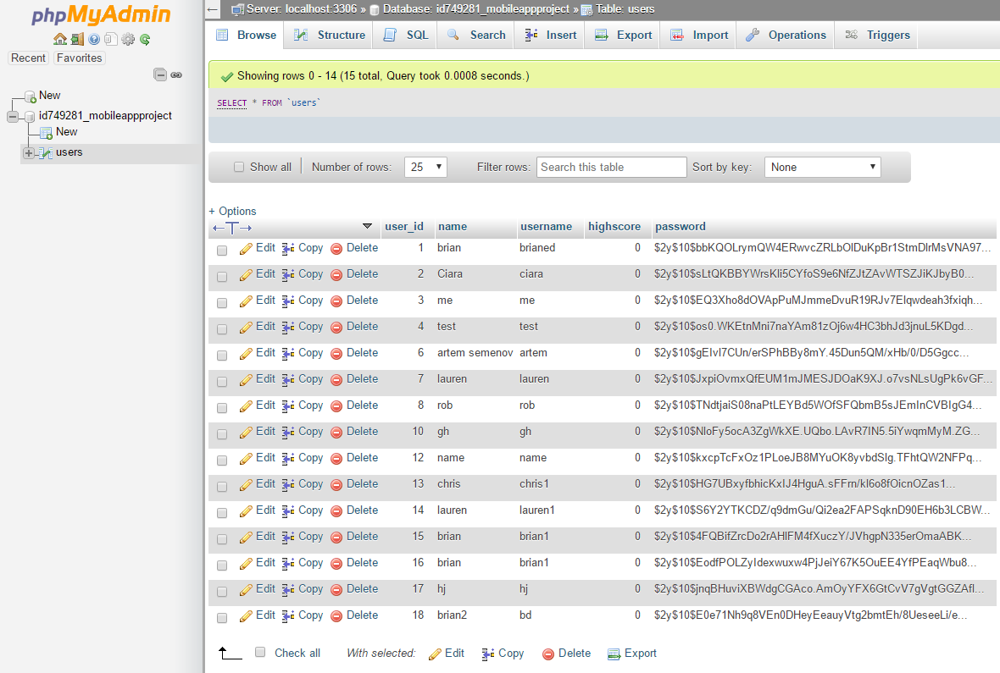 phpMyAdmin
Recent Favorites
New
id749281_mobileappproject
New
users
Server: localhost:3306 » Database: id749281_mobileappproject » Table: users
Browse Structure SQL Search Insert Export Import Operations Triggers
Showing rows 0 - 14 (15 total, Query took 0.0008 seconds.)
SELECT * FROM `users`
Show all Number of rows: 25 Filter rows: Search this table Sort by key: None
+ Options
←T→ user_id name username highscore password
Edit Copy Delete 1 brian brianed 0 $2y$10$bbKQOLrymQW4ERwvcZRLbOlDuKpBr1StmDlrMsVNA97...
Edit Copy Delete 2 Ciara ciara 0 $2y$10$sLtQKBBYWrsKli5CYfoS9e6NfZJtZAvWTSZJiKJbyB0...
Edit Copy Delete 3 me me 0 $2y$10$EQ3Xho8dOVApPuMJmmeDvuR19RJv7Elqwdeah3fxiqh...
Edit Copy Delete 4 test test 0 $2y$10$os0.WKEtnMni7naYAm81zOj6w4HC3bhJd3jnuL5KDgd...
Edit Copy Delete 6 artem semenov artem 0 $2y$10$gEIvI7CUn/erSPhBBy8mY.45Dun5QM/xHb/0/D5Ggcc...
Edit Copy Delete 7 lauren lauren 0 $2y$10$JxpiOvmxQfEUM1mJMESJDOaK9XJ.o7vsNLsUgPk6vGF...
Edit Copy Delete 8 rob rob 0 $2y$10$TNdtjaiS08naPtLEYBd5WOfSFQbmB5sJEmInCVBIgG4...
Edit Copy Delete 10 gh gh 0 $2y$10$NloFy5ocA3ZgWkXE.UQbo.LAvR7IN5.5iYwqmMyM.ZG...
Edit Copy Delete 12 name name 0 $2y$10$kxcpTcFxOz1PLoeJB8MYuOK8yvbdSlg.TFhtQW2NFPq...
Edit Copy Delete 13 chris chris1 0 $2y$10$HG7UBxyfbhicKxIJ4HguA.sFFrn/kI6o8fOicnOZas1...
Edit Copy Delete 14 lauren lauren1 0 $2y$10$S6Y2YTKCDZ/q9dmGu/Qi2ea2FAPSqknD90EH6b3LCBW...
Edit Copy Delete 15 brian brian1 0 $2y$10$4FQBifZrcDo2rAHlFM4fXuczY/JVhgpN335erOmaABK...
Edit Copy Delete 16 brian brian1 0 $2y$10$EodfPOLZyIdexwuxw4PjJeiY67K5OuEE4YfPEaqWbu8...
Edit Copy Delete 17 hj hj 0 $2y$10$jnqBHuviXBWdgCGAco.AmOyYFX6GtCvV7gVgtGGZAfl...
Edit Copy Delete 18 brian2 bd 0 $2y$10$E0e71Nh9q8VEn0DHeyEeauyVtg2bmtEh/8UeseeLi/e...
Check all With selected: Edit Copy Delete Export